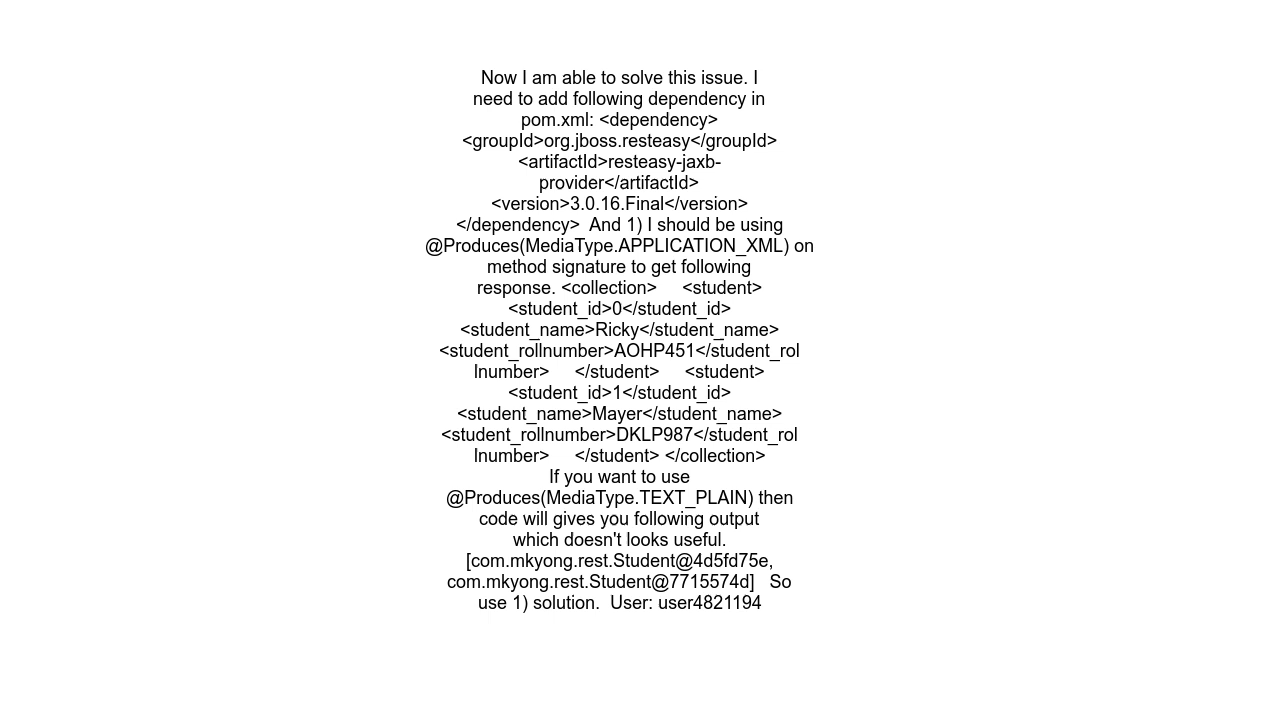 Now I am able to solve this issue. I
need to add following dependency in
pom.xml: <dependency>
<groupId>org.jboss.resteasy</groupId>
<artifactId>resteasy-jaxb-
provider</artifactId>
<version>3.0.16.Final</version>
</dependency>  And 1) I should be using
@Produces(MediaType.APPLICATION_XML) on
method signature to get following
response. <collection>     <student>
<student_id>0</student_id>
<student_name>Ricky</student_name>
<student_rollnumber>AOHP451</student_rol
lnumber>     </student>     <student>
<student_id>1</student_id>
<student_name>Mayer</student_name>
<student_rollnumber>DKLP987</student_rol
lnumber>     </student> </collection>
If you want to use
@Produces(MediaType.TEXT_PLAIN) then
code will gives you following output
which doesn't looks useful.
[com.mkyong.rest.Student@4d5fd75e,
com.mkyong.rest.Student@7715574d]   So
use 1) solution.  User: user4821194